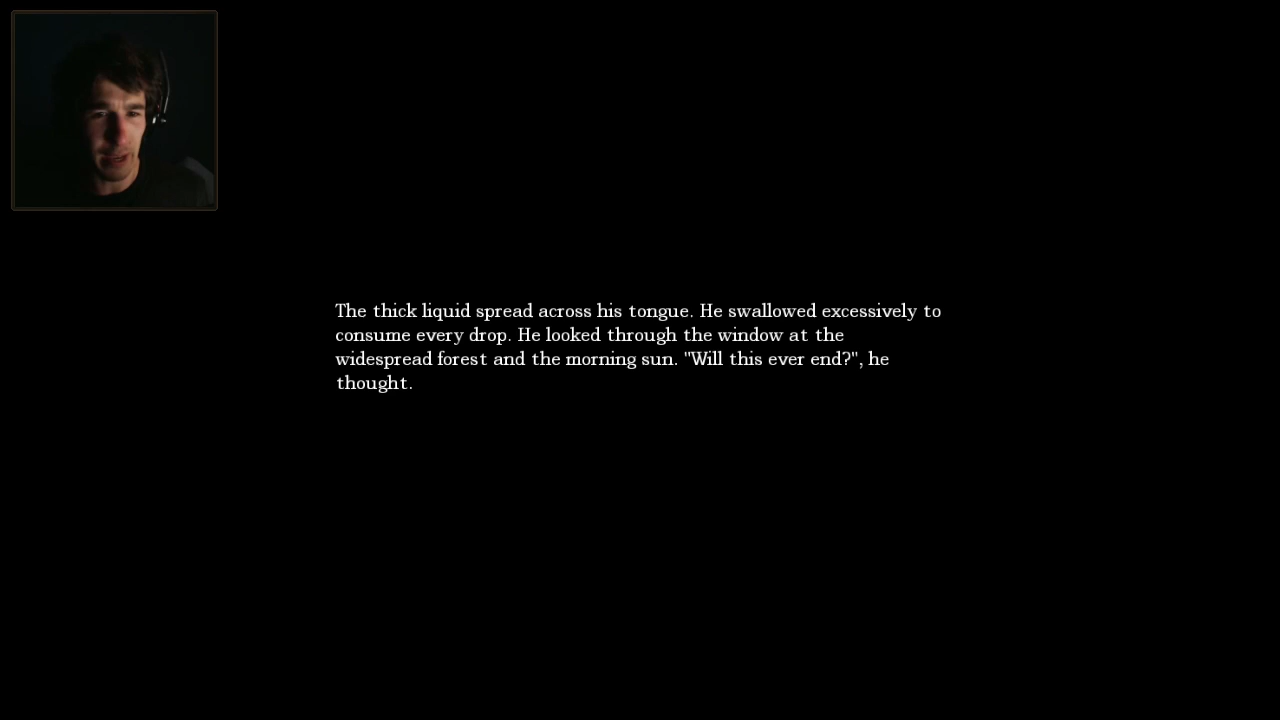 The thick liquid spread across his tongue. He swallowed excessively to
consume every drop. He looked through the window at the
widespread forest and the morning sun. "Will this ever end?", he
thought.